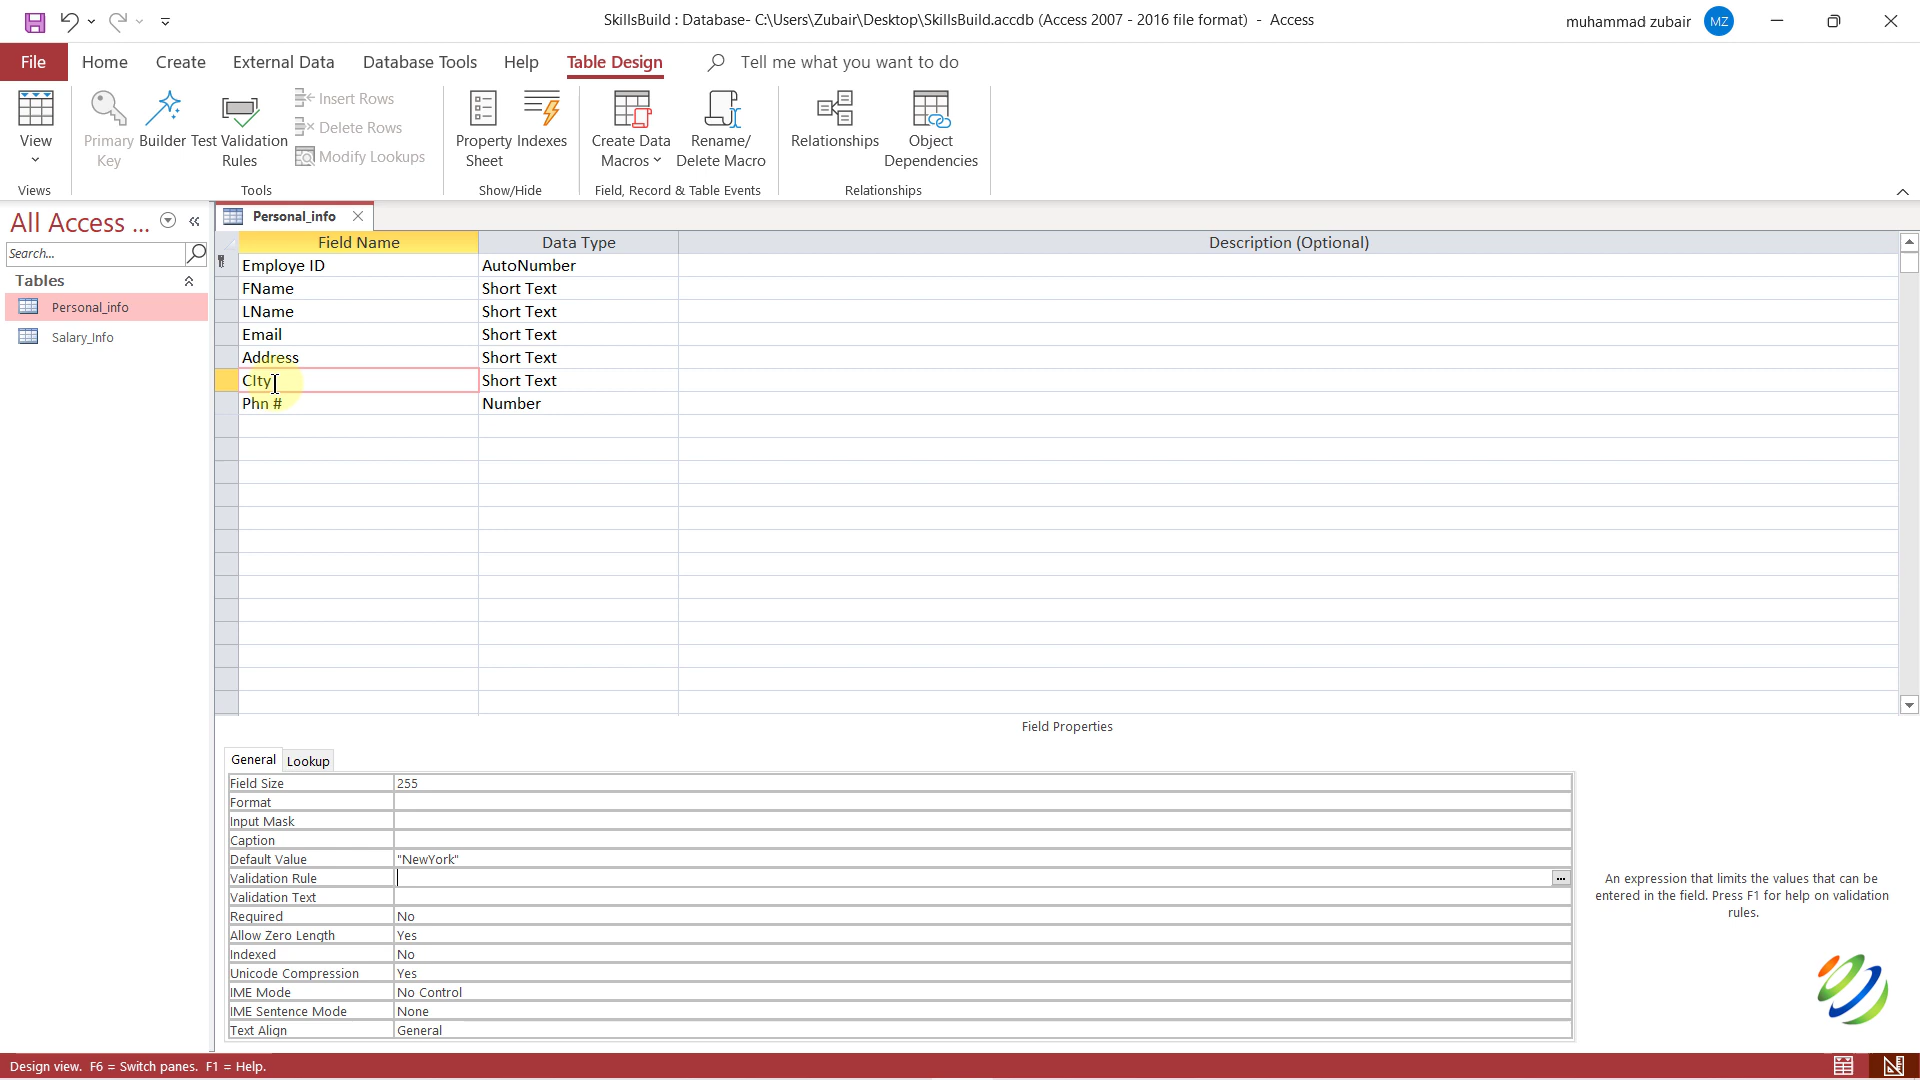 SkillsBuild : Database- C:\Users\Zubair\Desktop\SkillsBuild.accdb (Access 2007 - 2016 file format) - Access
muhammad zubair
MZ
File
Home
Create
External Data
Database Tools
Help
Table Design
Tell me what you want to do
View
Primary
Key
Builder
Test Validation
Rules
Insert Rows
Delete Rows
Modify Lookups
Property
Sheet
Indexes
Create Data
Macros
Rename/
Delete Macro
Relationships
Object
Dependencies
Views
Tools
Show/Hide
Field, Record & Table Events
Relationships
All Access ...
Search...
Tables
Personal_info
Salary_Info
Personal_info
Field Name Data Type Description (Optional)
Employe ID AutoNumber
FName Short Text
LName Short Text
Email Short Text
Address Short Text
CIty Short Text
Phn # Number
Field Properties
General Lookup
Field Size 255
Format
Input Mask
Caption
Default Value "NewYork"
Validation Rule
Validation Text
Required No
Allow Zero Length Yes
Indexed No
Unicode Compression Yes
IME Mode No Control
IME Sentence Mode None
Text Align General
An expression that limits the values that can be
entered in the field. Press F1 for help on validation
rules.
Design view. F6 = Switch panes. F1 = Help.